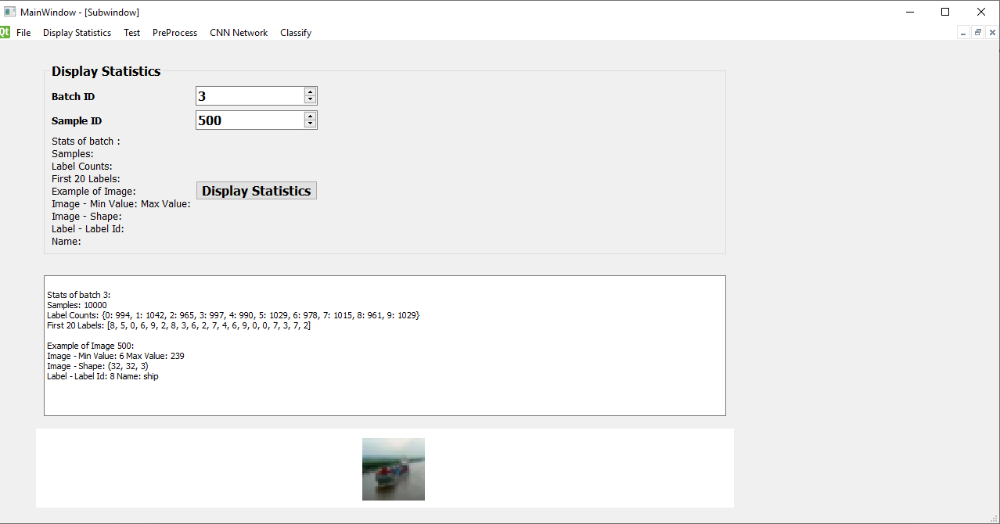 MainWindow - [Subwindow]
Qt File Display Statistics Test PreProcess CNN Network Classify
Display Statistics
Batch ID 3
Sample ID 500
Stats of batch :
Samples:
Label Counts:
First 20 Labels:
Example of Image:
Image - Min Value: Max Value:
Image - Shape:
Label - Label Id:
Name:
Display Statistics
Stats of batch 3:
Samples: 10000
Label Counts: {0: 994, 1: 1042, 2: 965, 3: 997, 4: 990, 5: 1029, 6: 978, 7: 1015, 8: 961, 9: 1029}
First 20 Labels: [8, 5, 0, 6, 9, 2, 8, 3, 6, 2, 7, 4, 6, 9, 0, 0, 7, 3, 7, 2]
Example of Image 500:
Image - Min Value: 6 Max Value: 239
Image - Shape: (32, 32, 3)
Label - Label Id: 8 Name: ship